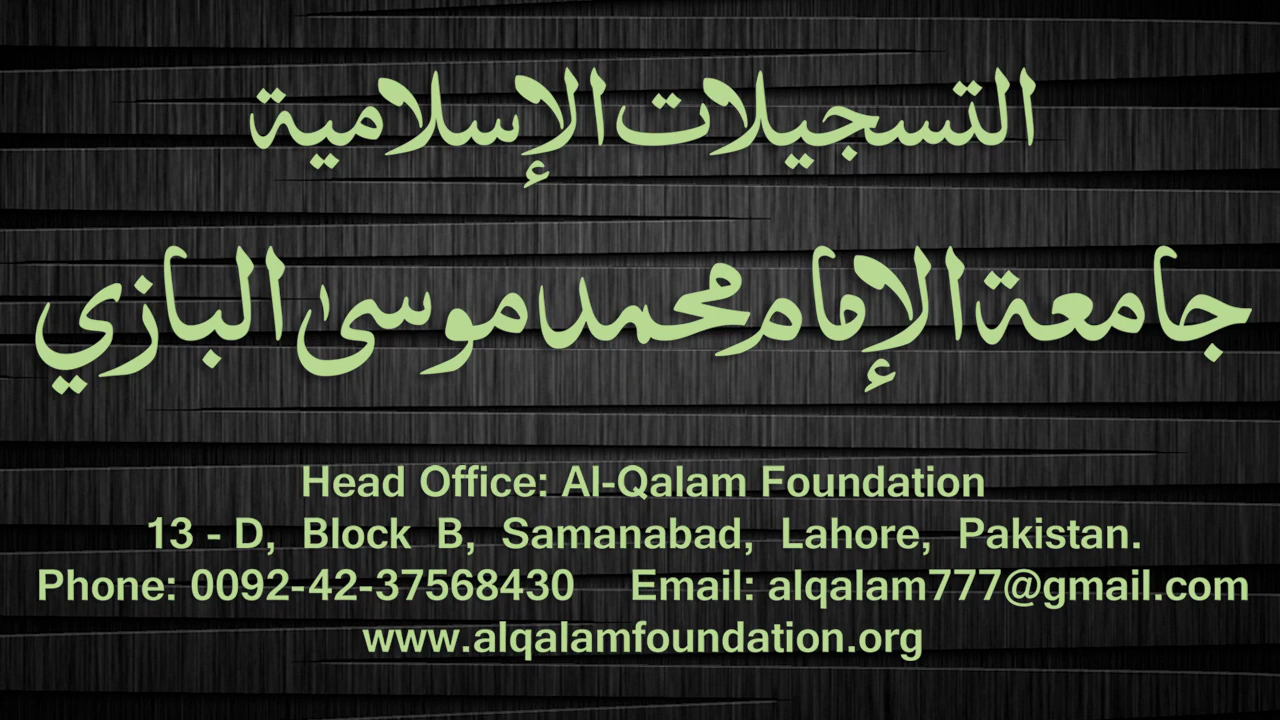 التسجيلات الإسلامية
جامعة الإمام محمد موسىٰ البازي
Head Office: Al-Qalam Foundation
13 - D, Block B, Samanabad, Lahore, Pakistan.
Phone: 0092-42-37568430 Email: alqalam777@gmail.com
www.alqalamfoundation.org